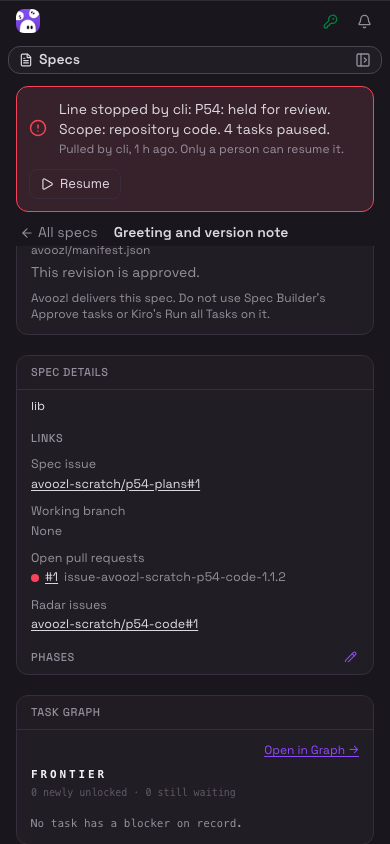 Specs
Line stopped by cli: P54: held for review.
Scope: repository code. 4 tasks paused.
Pulled by cli, 1 h ago. Only a person can resume it.
Resume
← All specs Greeting and version note
avoozl/manifest.json
This revision is approved.
Avoozl delivers this spec. Do not use Spec Builder's
Approve tasks or Kiro's Run all Tasks on it.
SPEC DETAILS
lib
LINKS
Spec issue
avoozl-scratch/p54-plans#1
Working branch
None
Open pull requests
#1 issue-avoozl-scratch-p54-code-1.1.2
Radar issues
avoozl-scratch/p54-code#1
PHASES
TASK GRAPH
Open in Graph →
FRONTIER
0 newly unlocked · 0 still waiting
No task has a blocker on record.